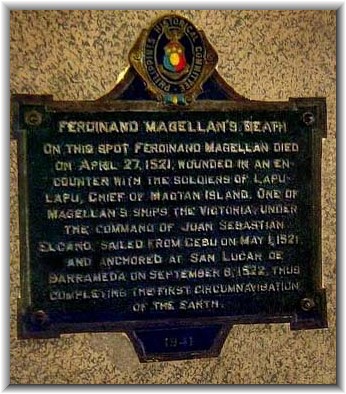 PHILIPPINES HISTORICAL COMMITTEE
FERDINAND MAGELLAN'S DEATH
ON THIS SPOT FERDINAND MAGELLAN DIED
ON APRIL 27, 1521, WOUNDED IN AN EN-
COUNTER WITH THE SOLDIERS OF LAPU-
LAPU, CHIEF OF MACTAN ISLAND. ONE OF
MAGELLAN'S SHIPS THE VICTORIA, UNDER
THE COMMAND OF JUAN SEBASTIAN
ELCANO, SAILED FROM CEBU ON MAY 1, 1521
AND ANCHORED AT SAN LUCAR DE
BARRAMEDA ON SEPTEMBER 6, 1522, THUS
COMPLETING THE FIRST CIRCUMNAVIGATION
OF THE EARTH.
1941